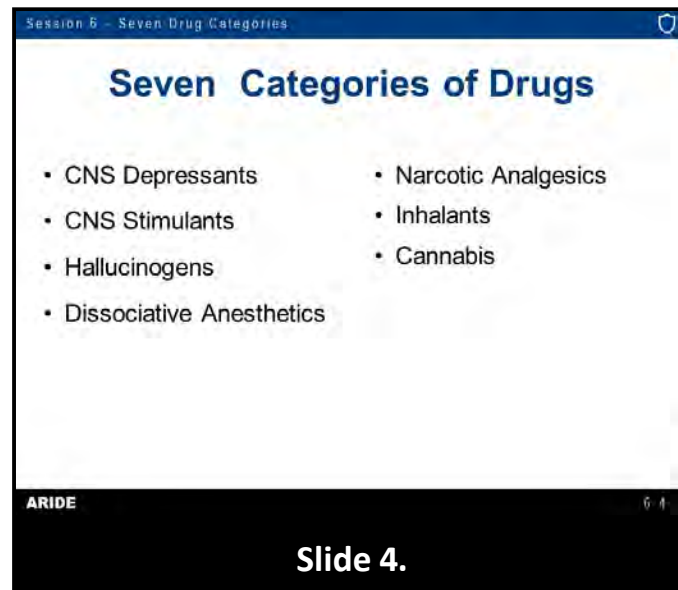 Session 6 - Seven Drug Categories
Seven Categories of Drugs
• CNS Depressants
• CNS Stimulants
• Hallucinogens
• Dissociative Anesthetics
• Narcotic Analgesics
• Inhalants
• Cannabis
ARIDE
6-4
Slide 4.